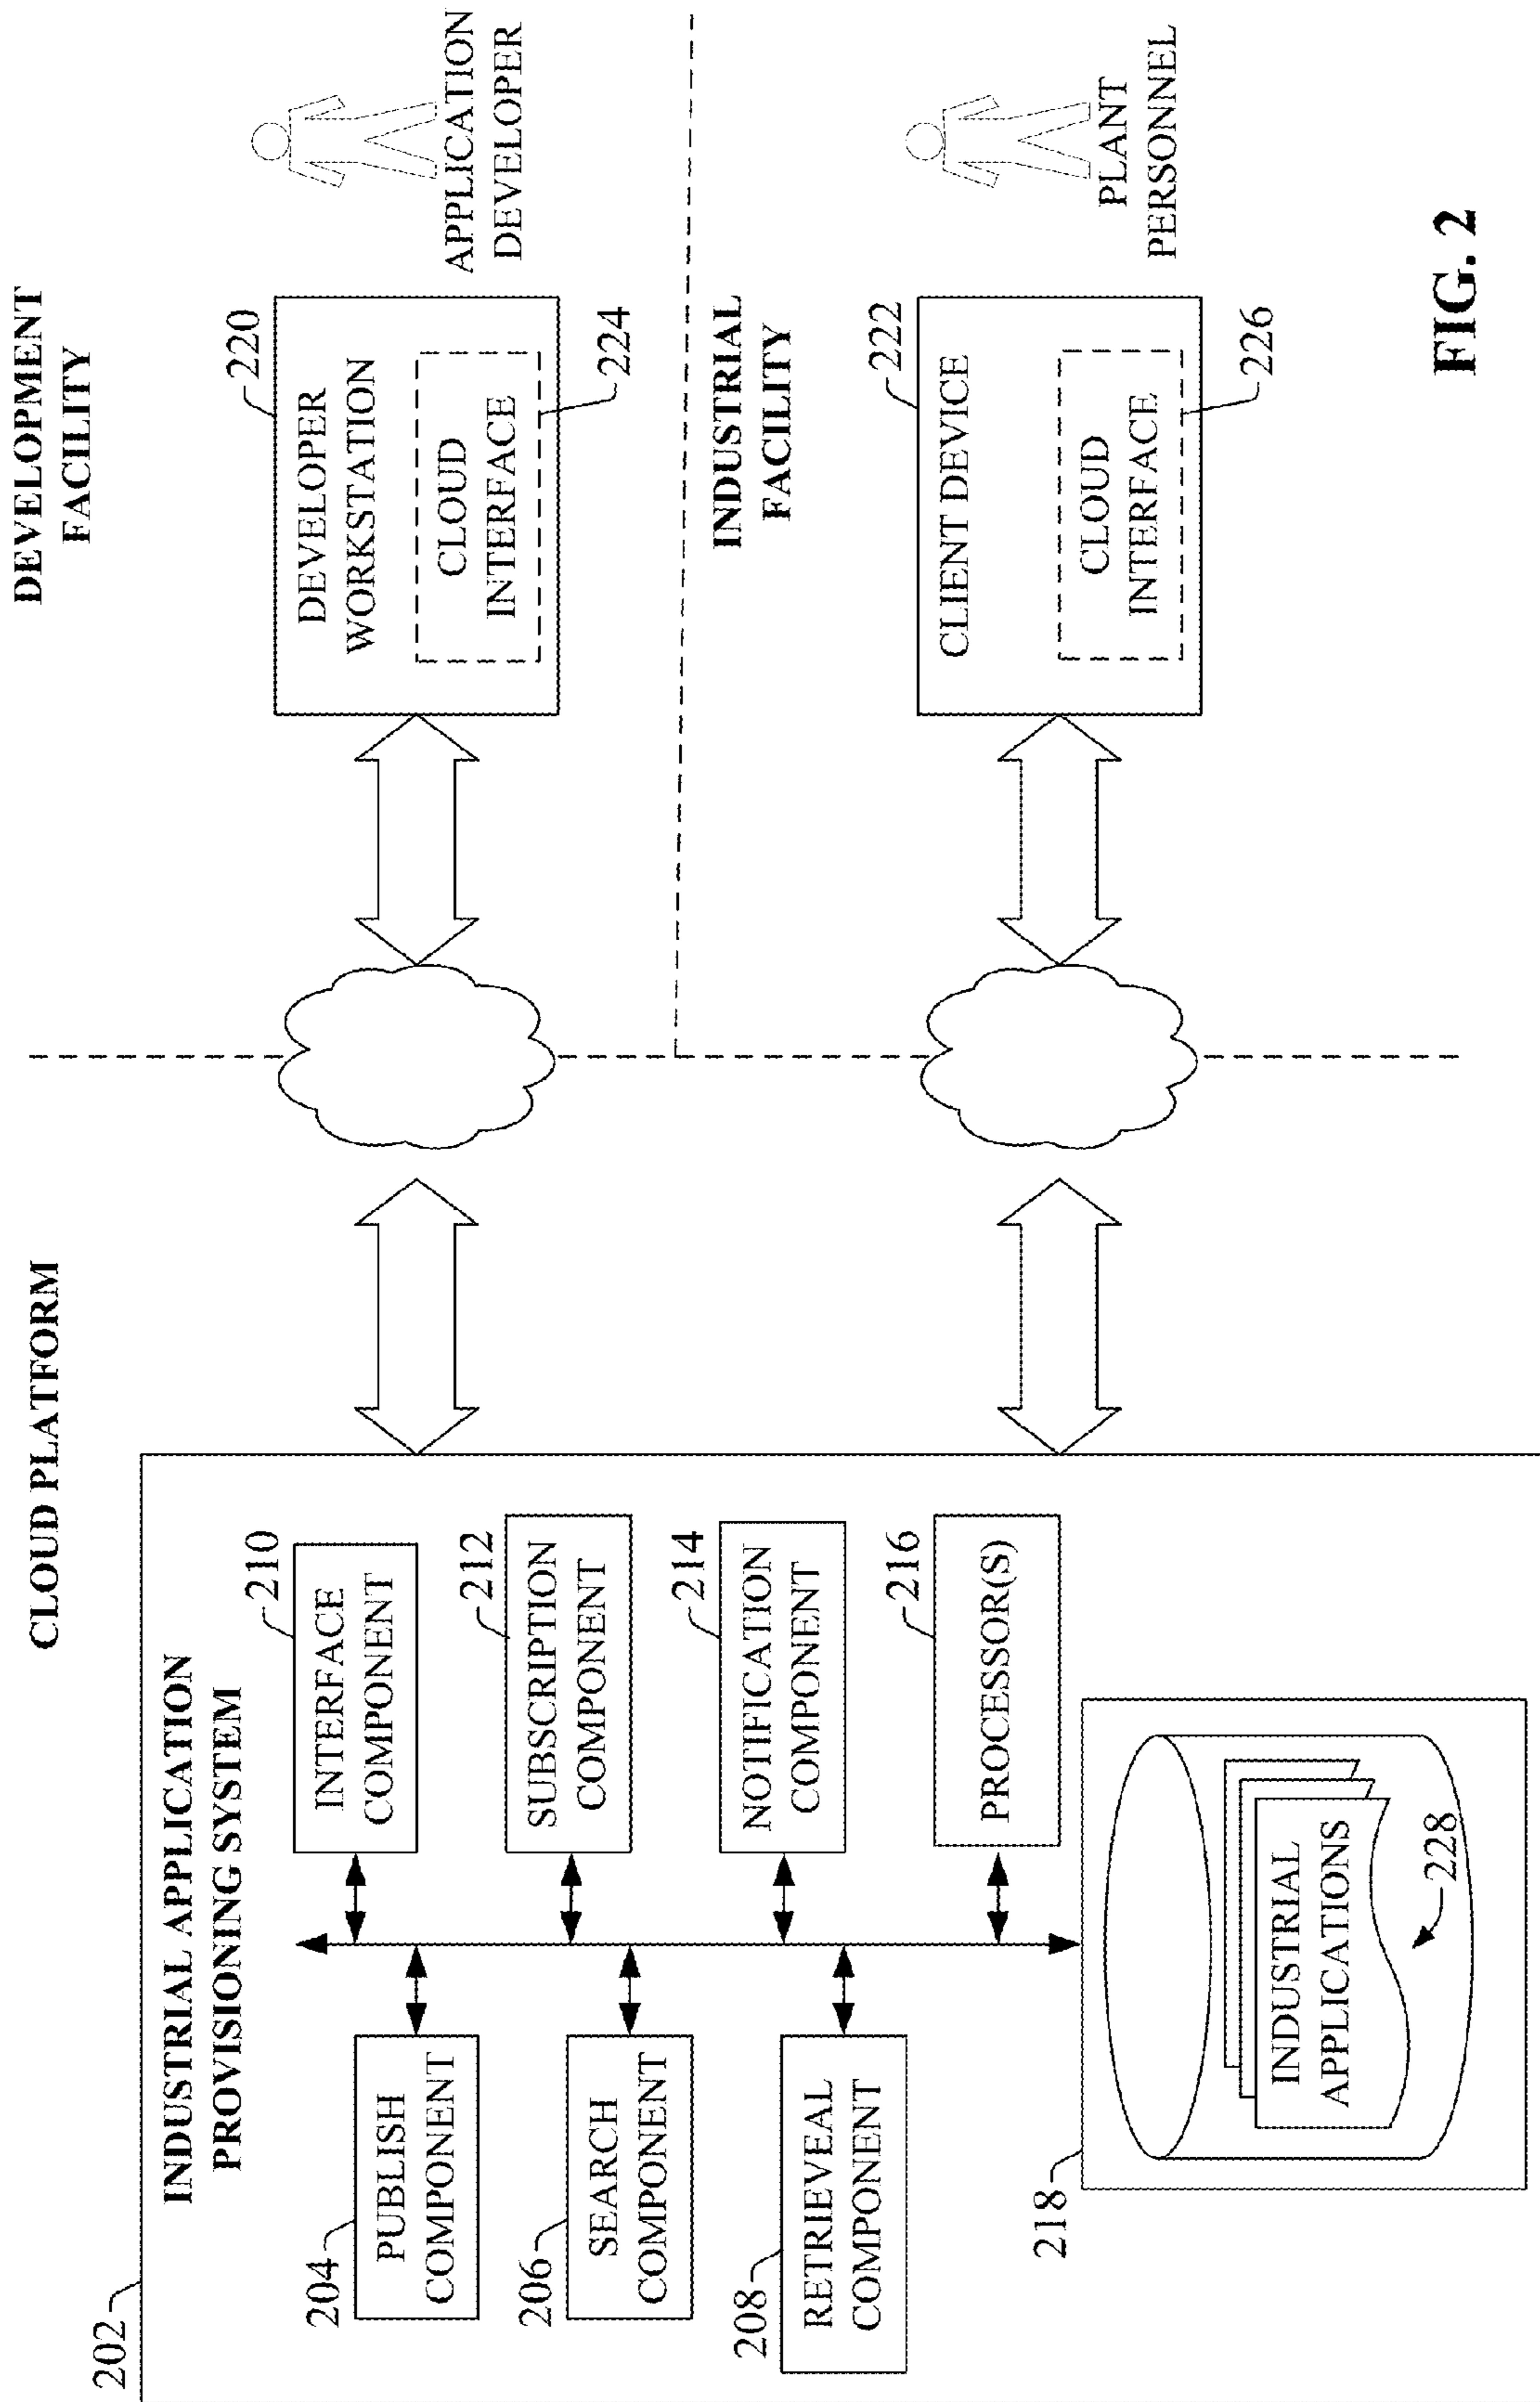 CLOUD PLATFORM
DEVELOPMENT
FACILITY
202
INDUSTRIAL APPLICATION
PROVISIONING SYSTEM
204
PUBLISH
COMPONENT
206
SEARCH
COMPONENT
208
RETRIEVEAL
COMPONENT
210
INTERFACE
COMPONENT
212
SUBSCRIPTION
COMPONENT
214
NOTIFICATION
COMPONENT
216
PROCESSOR(S)
218
INDUSTRIAL
APPLICATIONS
228
220
DEVELOPER
WORKSTATION
CLOUD
INTERFACE
224
APPLICATION
DEVELOPER
INDUSTRIAL
FACILITY
222
CLIENT DEVICE
CLOUD
INTERFACE
226
PLANT
PERSONNEL
FIG. 2